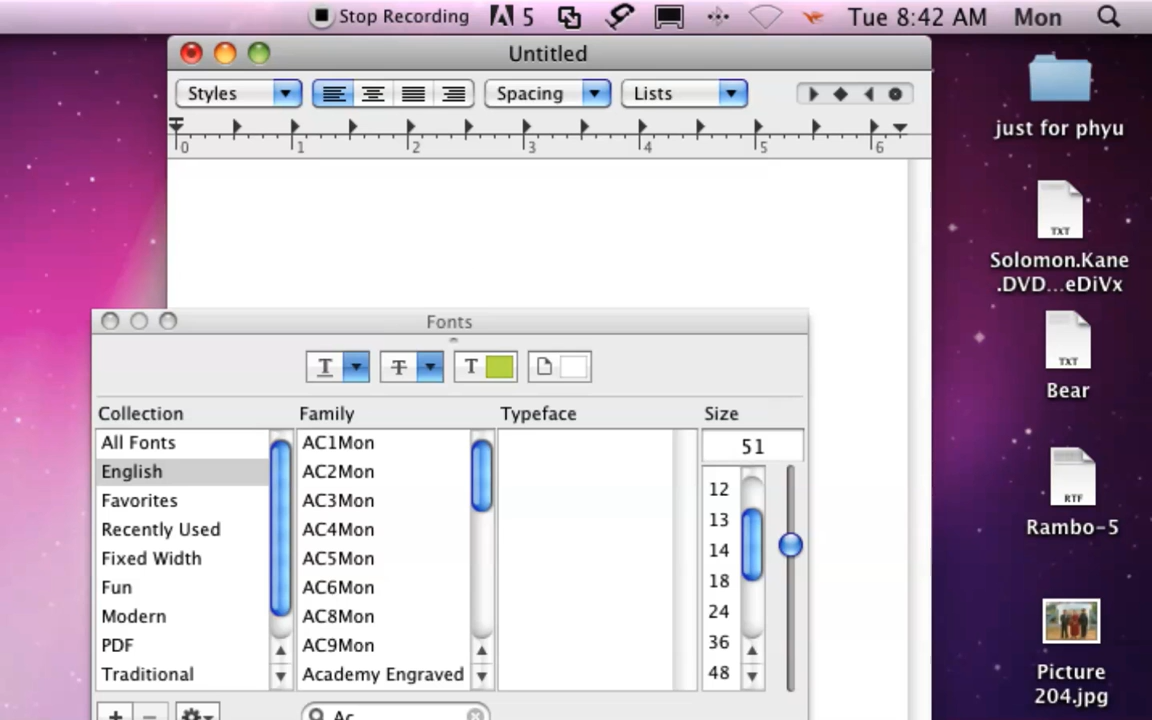 Stop Recording 5 Tue 8:42 AM Mon
Untitled
Styles Spacing Lists
0 1 2 3 4 5 6
just for phyu
TXT
Solomon.Kane
.DVD...eDiVx
TXT
Bear
RTF
Rambo-5
Picture
204.jpg
Fonts
T T T
Collection Family Typeface Size
All Fonts AC1Mon 51
English AC2Mon 12
Favorites AC3Mon 13
Recently Used AC4Mon 14
Fixed Width AC5Mon 18
Fun AC6Mon 24
Modern AC8Mon 36
PDF AC9Mon 48
Traditional Academy Engraved
Ac